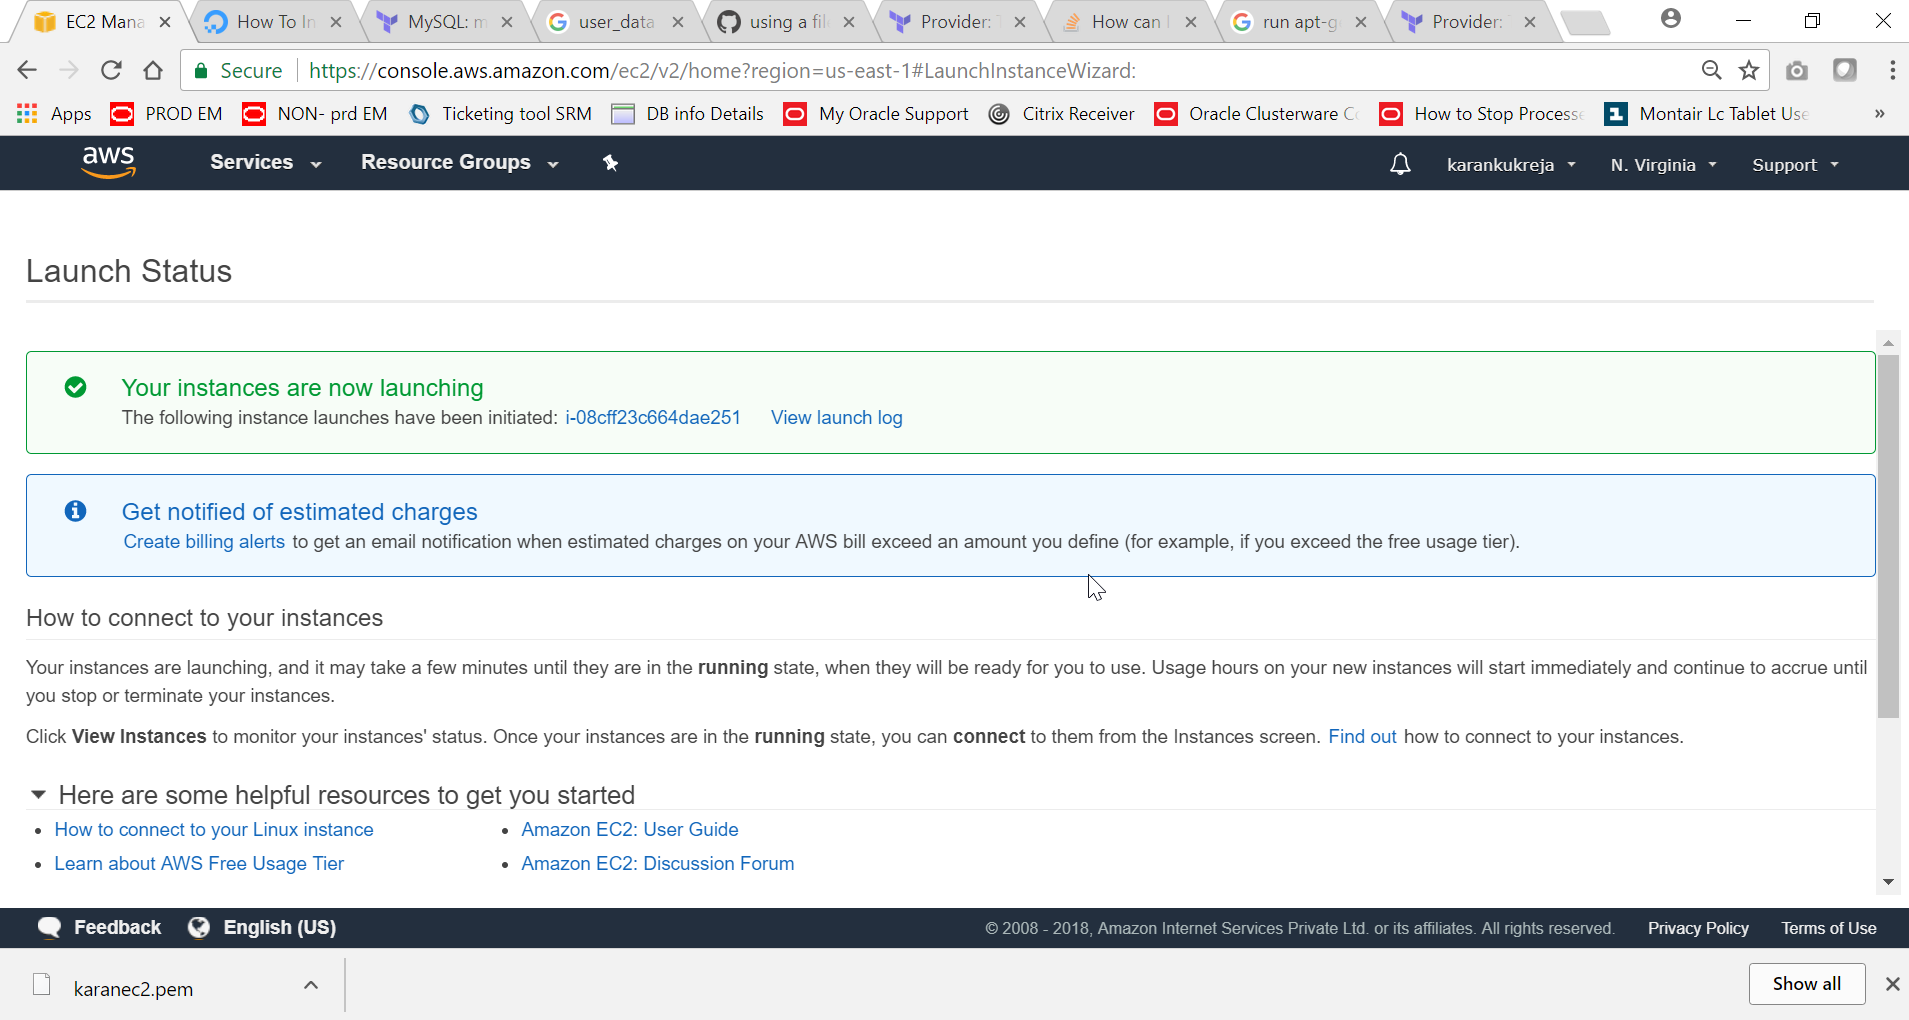 EC2 Mana
How To In
MySQL: m
user_data
using a fil
Provider:
How can I
run apt-g
Provider:
Secure
https://console.aws.amazon.com/ec2/v2/home?region=us-east-1#LaunchInstanceWizard:
Apps PROD EM NON- prd EM Ticketing tool SRM DB info Details My Oracle Support Citrix Receiver Oracle Clusterware C How to Stop Processe Montair Lc Tablet Use »
aws Services Resource Groups karankukreja N. Virginia Support
Launch Status
Your instances are now launching
The following instance launches have been initiated: i-08cff23c664dae251 View launch log
Get notified of estimated charges
Create billing alerts to get an email notification when estimated charges on your AWS bill exceed an amount you define (for example, if you exceed the free usage tier).
How to connect to your instances
Your instances are launching, and it may take a few minutes until they are in the running state, when they will be ready for you to use. Usage hours on your new instances will start immediately and continue to accrue until
you stop or terminate your instances.
Click View Instances to monitor your instances' status. Once your instances are in the running state, you can connect to them from the Instances screen. Find out how to connect to your instances.
Here are some helpful resources to get you started
• How to connect to your Linux instance
• Amazon EC2: User Guide
• Learn about AWS Free Usage Tier
• Amazon EC2: Discussion Forum
Feedback English (US) © 2008 - 2018, Amazon Internet Services Private Ltd. or its affiliates. All rights reserved. Privacy Policy Terms of Use
karanec2.pem Show all